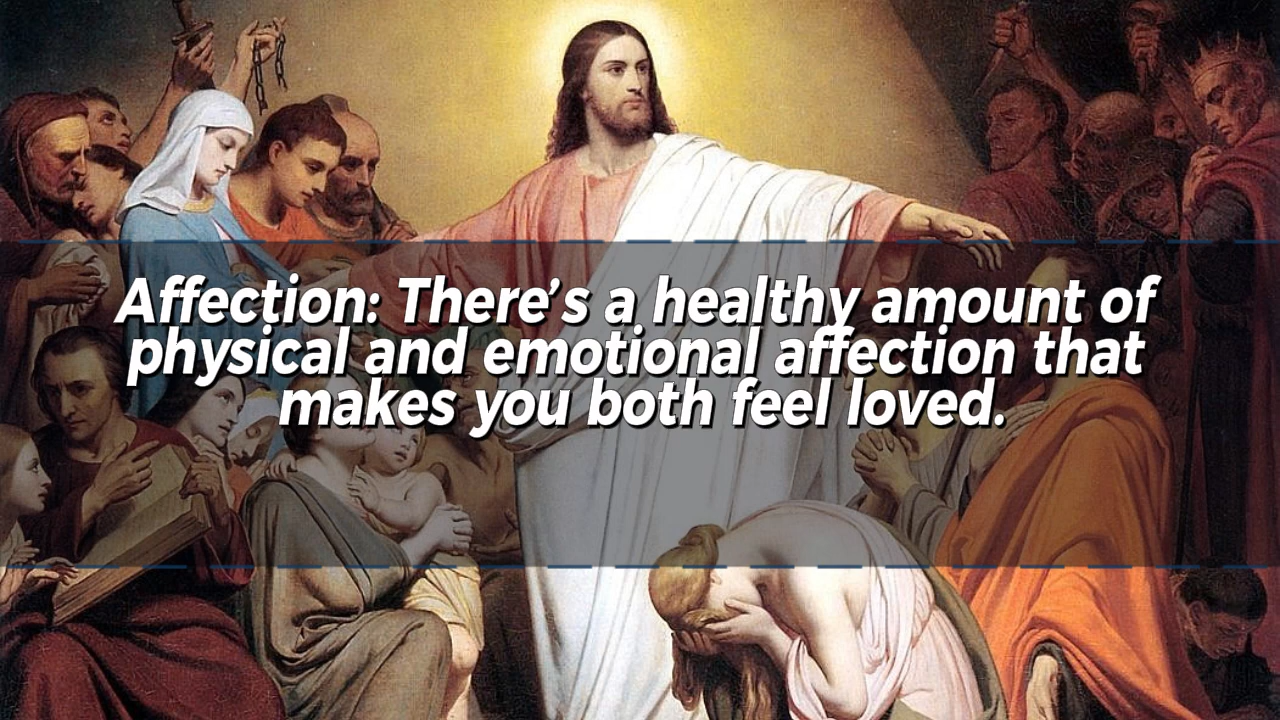 Affection: There’s a healthy amount of
physical and emotional affection that
makes you both feel loved.